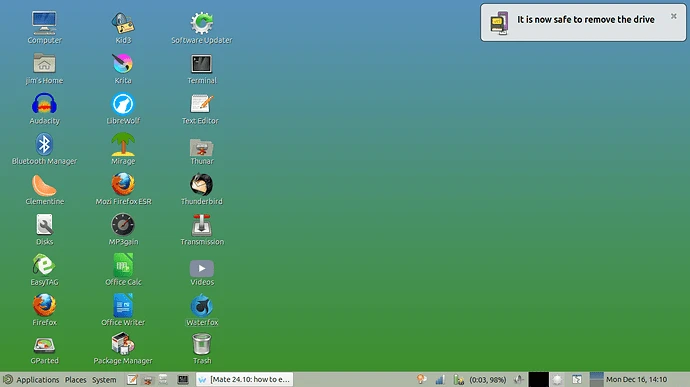 It is now safe to remove the drive
Computer
Kid3
Software Updater
jim's Home
Krita
Terminal
Audacity
LibreWolf
Text Editor
Bluetooth Manager
Mirage
Thunar
Clementine
Mozi Firefox ESR
Thunderbird
Disks
MP3gain
Transmission
EasyTAG
Office Calc
Videos
Firefox
Office Writer
Waterfox
GParted
Package Manager
Trash
Applications Places System [Mate 24.10: how to e... (0:03, 98%) Mon Dec 16, 14:10